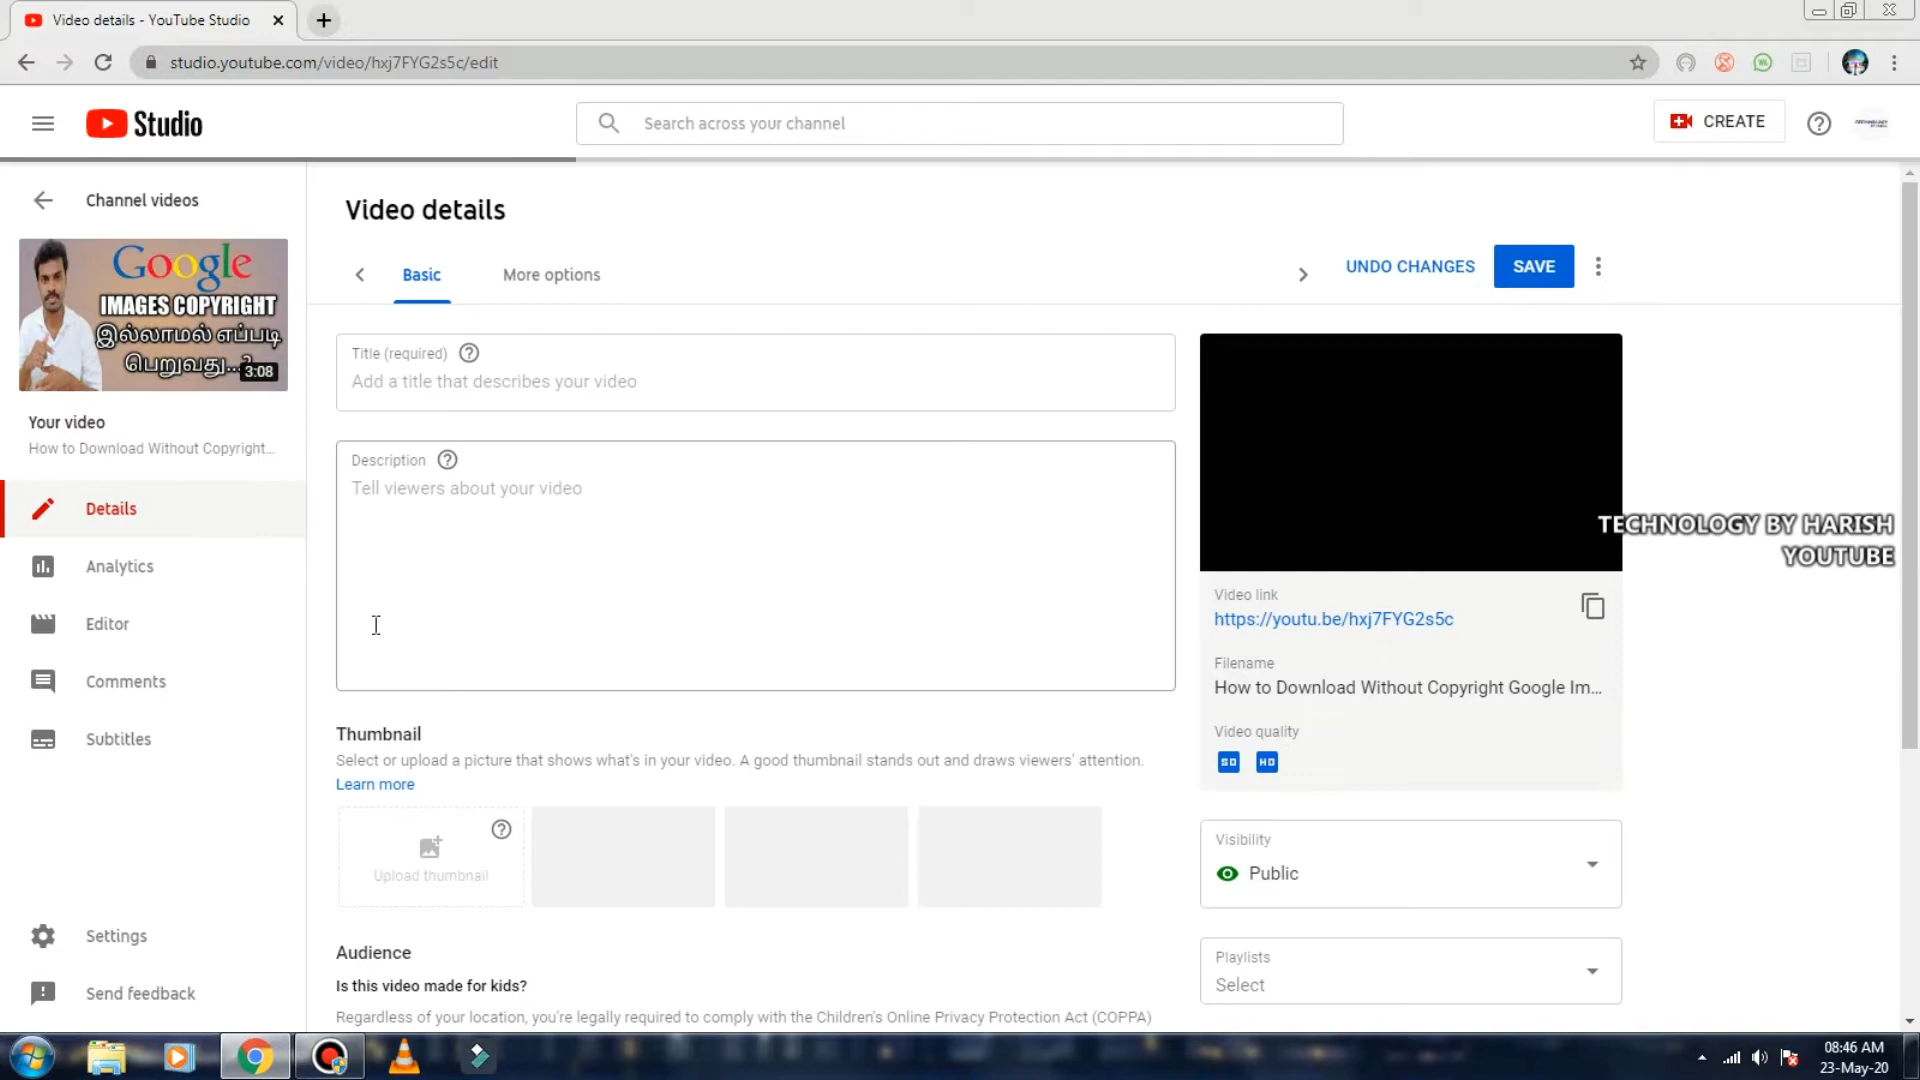 Video details - YouTube Studio
studio.youtube.com/video/hxj7FYG2s5c/edit
Studio
Search across your channel
CREATE
Channel videos
Google
IMAGES COPYRIGHT
இல்லாமல் எப்படி
பெறுவது...
3:08
Your video
How to Download Without Copyright...
Details
Analytics
Editor
Comments
Subtitles
Settings
Send feedback
Video details
Basic
More options
UNDO CHANGES
SAVE
Title (required)
Add a title that describes your video
Description
Tell viewers about your video
Thumbnail
Select or upload a picture that shows what's in your video. A good thumbnail stands out and draws viewers' attention.
Learn more
Upload thumbnail
Audience
Is this video made for kids?
Regardless of your location, you're legally required to comply with the Children's Online Privacy Protection Act (COPPA)
TECHNOLOGY BY HARISH
YOUTUBE
Video link
https://youtu.be/hxj7FYG2s5c
Filename
How to Download Without Copyright Google Im...
Video quality
SD HD
Visibility
Public
Playlists
Select
08:46 AM
23-May-20